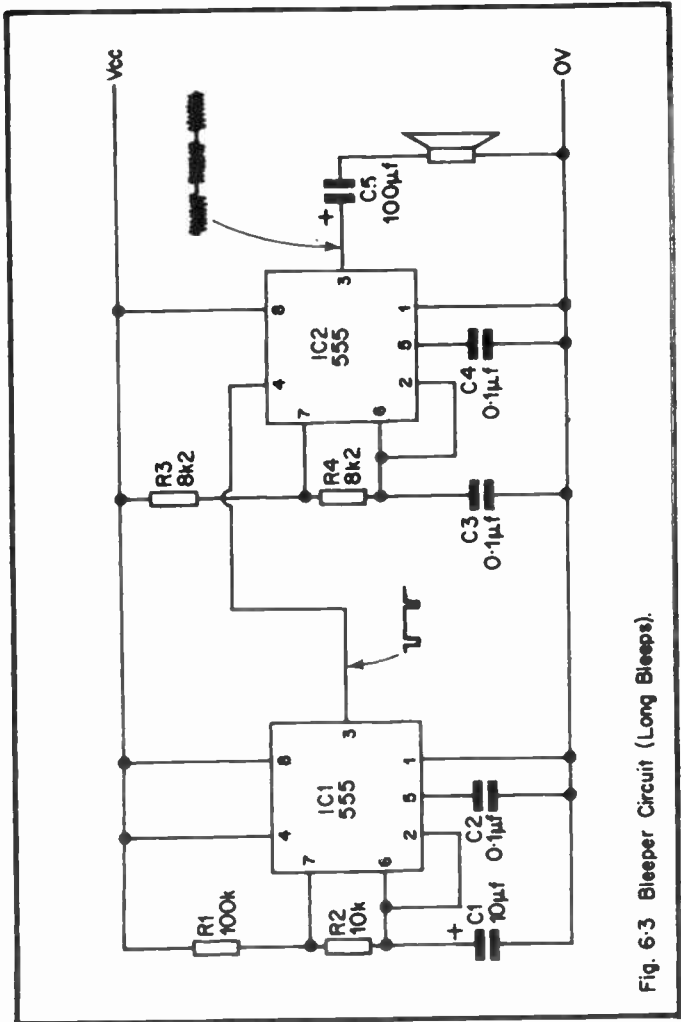 Vcc
R1
100k
R3
8k2
4
8
7
IC1
555
3
6
2
5
1
R2
10k
+
C1
10µf
C2
0·1µf
4
8
7
IC2
555
3
6
2
5
1
R4
8k2
C3
0·1µf
C4
0·1µf
+
C5
100µf
0V
Fig. 6·3 Bleeper Circuit (Long Bleeps).